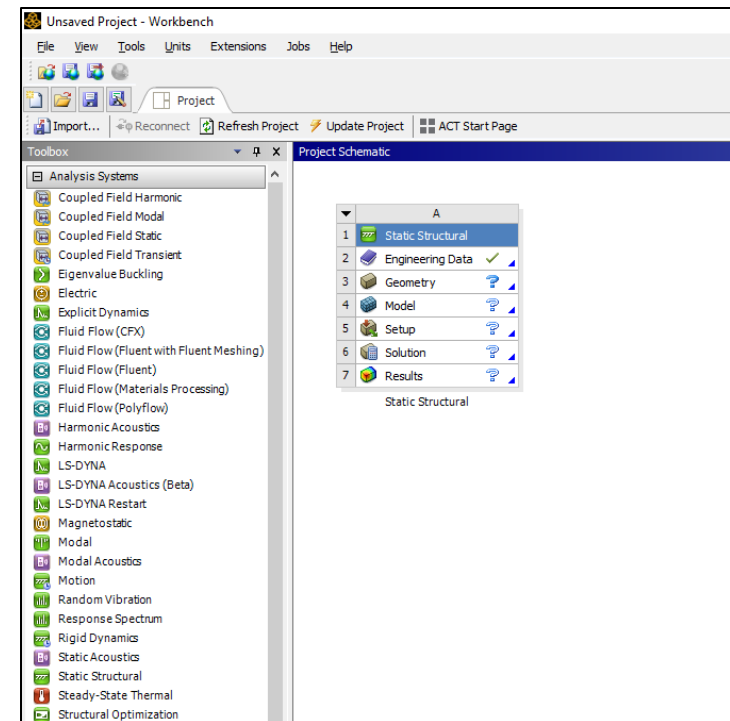 Unsaved Project - Workbench
File View Tools Units Extensions Jobs Help
Project
Import... Reconnect Refresh Project Update Project ACT Start Page
Toolbox
Analysis Systems
Coupled Field Harmonic
Coupled Field Modal
Coupled Field Static
Coupled Field Transient
Eigenvalue Buckling
Electric
Explicit Dynamics
Fluid Flow (CFX)
Fluid Flow (Fluent with Fluent Meshing)
Fluid Flow (Fluent)
Fluid Flow (Materials Processing)
Fluid Flow (Polyflow)
Harmonic Acoustics
Harmonic Response
LS-DYNA
LS-DYNA Acoustics (Beta)
LS-DYNA Restart
Magnetostatic
Modal
Modal Acoustics
Motion
Random Vibration
Response Spectrum
Rigid Dynamics
Static Acoustics
Static Structural
Steady-State Thermal
Structural Optimization
Project Schematic
A
1 Static Structural
2 Engineering Data
3 Geometry ?
4 Model ?
5 Setup ?
6 Solution ?
7 Results ?
Static Structural